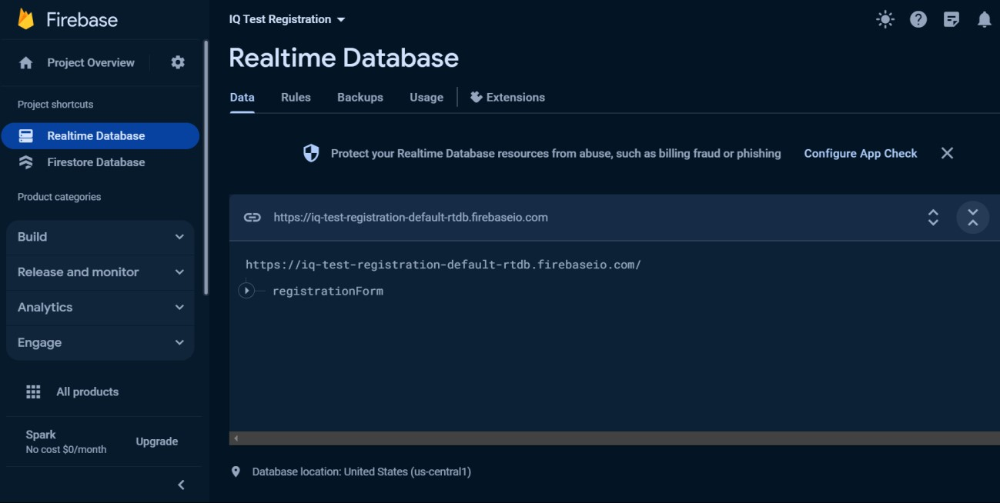 Firebase
Project Overview
Project shortcuts
Realtime Database
Firestore Database
Product categories
Build
Release and monitor
Analytics
Engage
All products
Spark
No cost $0/month
Upgrade
IQ Test Registration
Realtime Database
Data Rules Backups Usage Extensions
Protect your Realtime Database resources from abuse, such as billing fraud or phishing Configure App Check
https://iq-test-registration-default-rtdb.firebaseio.com
https://iq-test-registration-default-rtdb.firebaseio.com/
registrationForm
Database location: United States (us-central1)